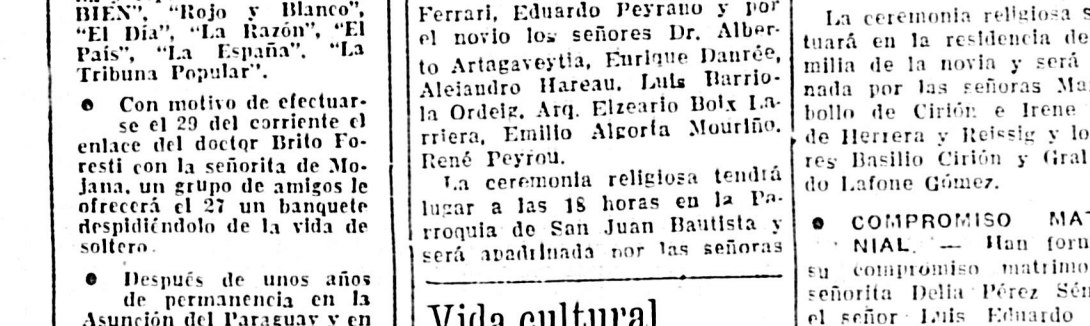 BIEN", "Rojo y Blanco",
"El Día", "La Razón", "El
País", "La España". "La
Tribuna Popular".
● Con motivo de efectuar-
se el 29 del corriente el
enlace del doctor Brito Fo-
resti con la señorita de Mo-
jana, un grupo de amigos le
ofrecerá el 27 un banquete
despidiéndolo de la vida de
soltero.
● Después de unos años
de permanencia en la
Asunción del Paraguay y en
Ferrari, Eduardo Peyrano y por
el novio los señores Dr. Alber-
to Artagaveytia, Enrique Danrée,
Alejandro Hareau, Luis Barrio-
la Ordeig, Arq. Elzeario Boix La-
rriera, Emilio Algorta Mouriño,
René Peyrou.
La ceremonia religiosa tendrá
lugar a las 18 horas en la Pa-
rroquia de San Juan Bautista y
será apadrinada por las señoras
Vida cultural
La ceremonia religiosa s
tuará en la residencia de
milia de la novia y será
nada por las señoras Ma
bollo de Cirión e Irene
de Herrera y Reissig y lo
res Basilio Cirión y Gral
do Lafone Gómez.
● COMPROMISO MAT
NIAL. — Han form
su compromiso matrimo
señorita Delia Pérez Sén
el señor Luis Eduardo